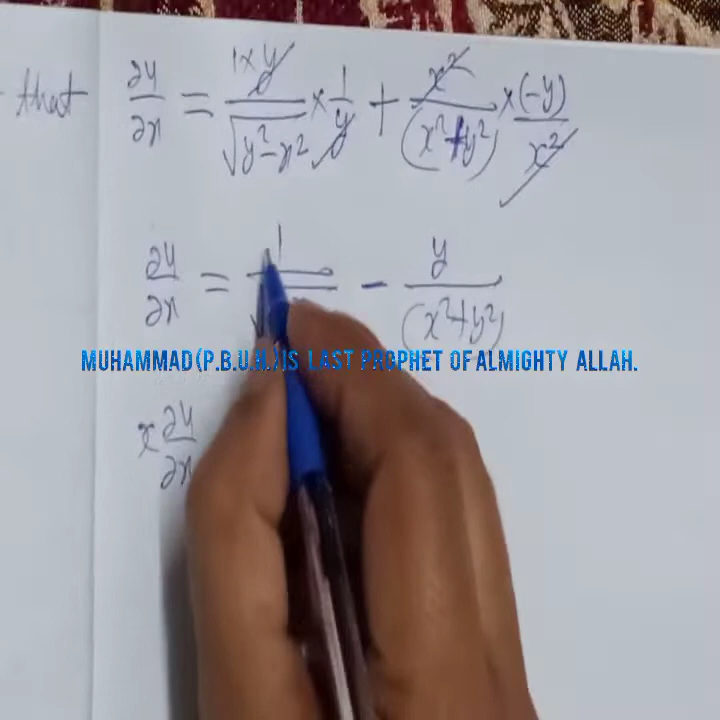 that ∂u/∂x = 1×y/√(y²-x²) × 1/y + x²/(x²+y²) × (-y)/x²
∂u/∂x = 1/√ - y/(x²+y²)
MUHAMMAD(P.B.U.H.)IS LAST PROPHET OF ALMIGHTY ALLAH.
x ∂u/∂x